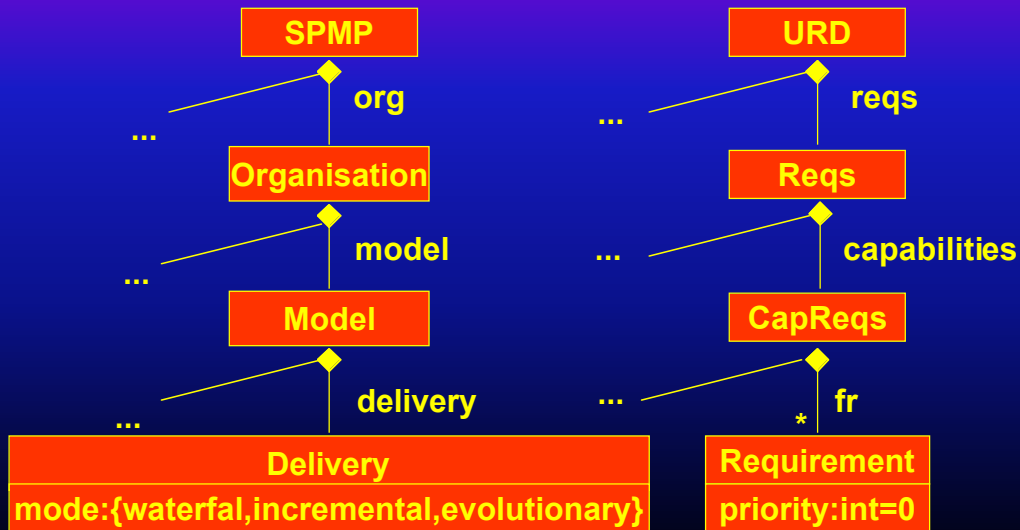 SPMP
URD
org
reqs
...
...
Organisation
Reqs
model
capabilities
...
...
Model
CapReqs
delivery
fr
...
...
*
Delivery
Requirement
mode:{waterfal,incremental,evolutionary}
priority:int=0